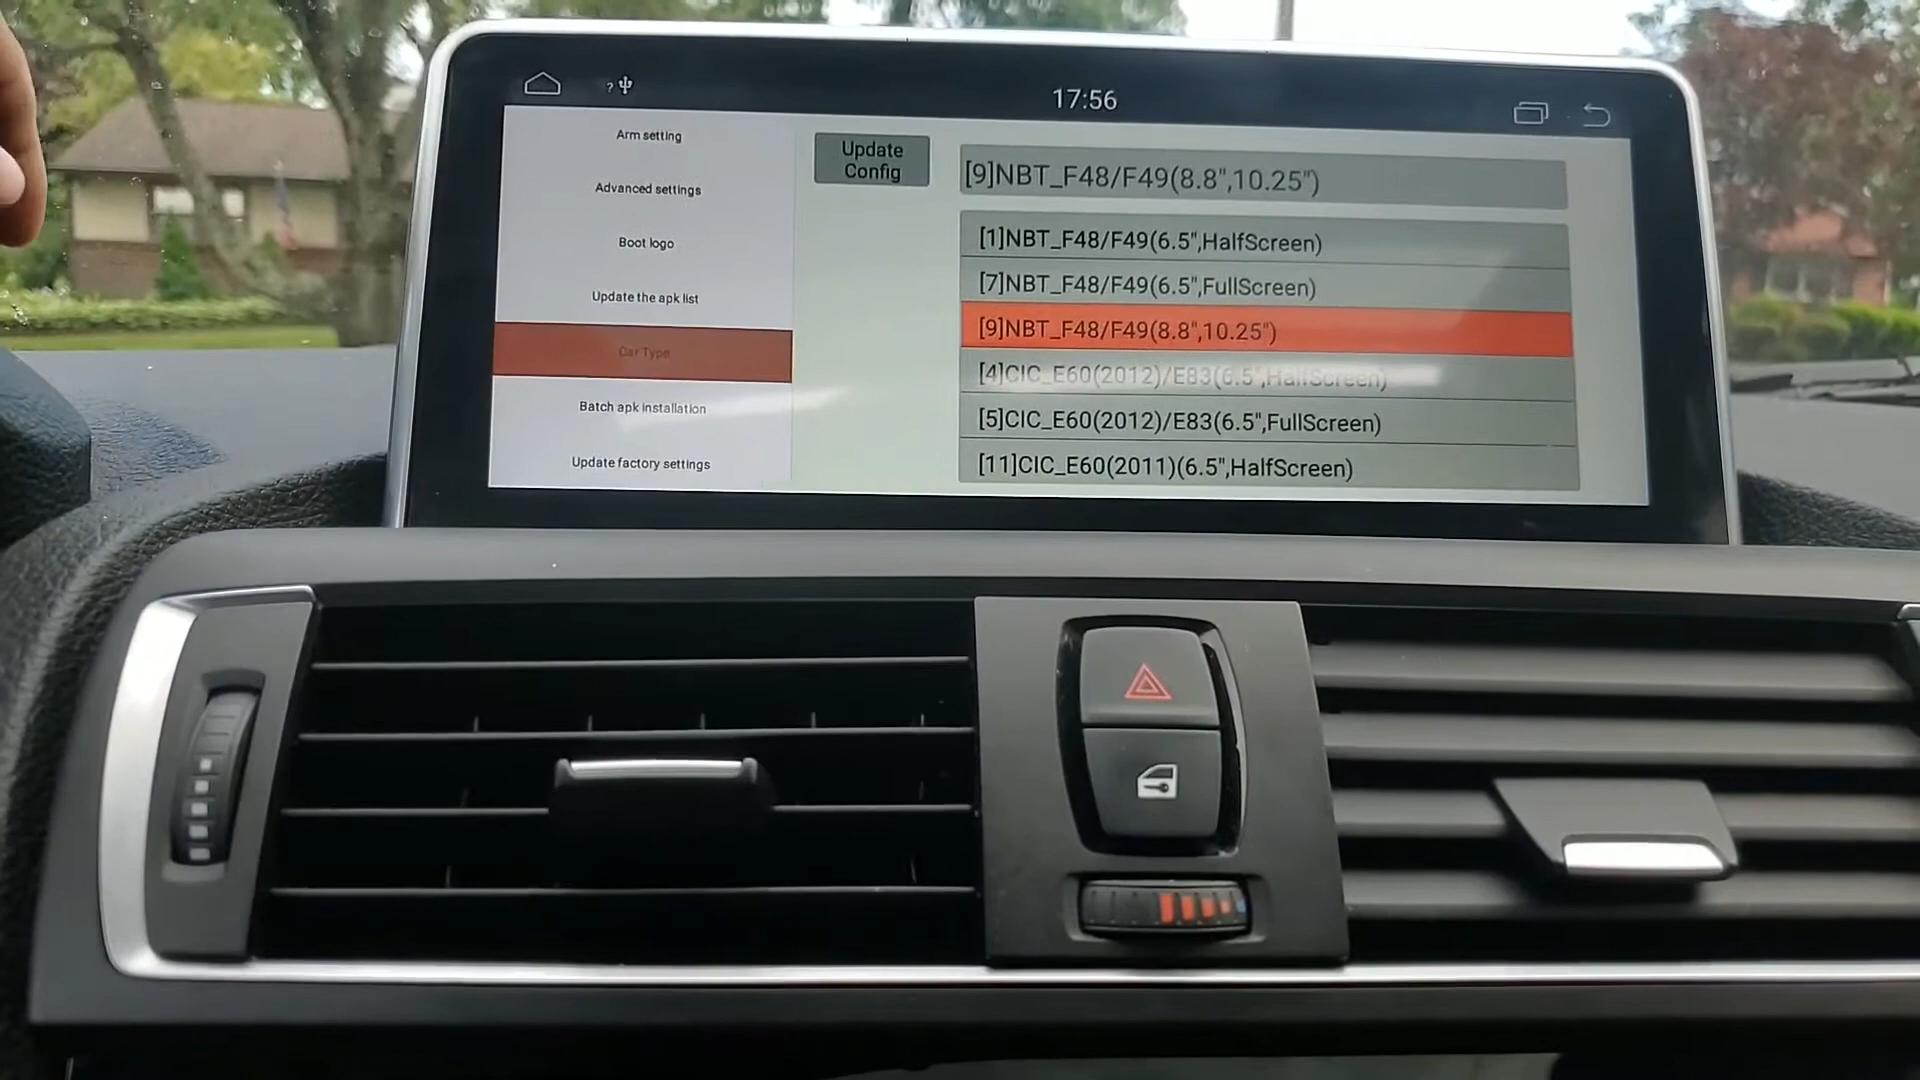 ?
17:56
Arm setting
Advanced settings
Boot logo
Update the apk list
Car Type
Batch apk installation
Update factory settings
Update
Config
[9]NBT_F48/F49(8.8",10.25")
[1]NBT_F48/F49(6.5",HalfScreen)
[7]NBT_F48/F49(6.5",FullScreen)
[9]NBT_F48/F49(8.8",10.25")
[4]CIC_E60(2012)/E83(6.5",HalfScreen)
[5]CIC_E60(2012)/E83(6.5",FullScreen)
[11]CIC_E60(2011)(6.5",HalfScreen)